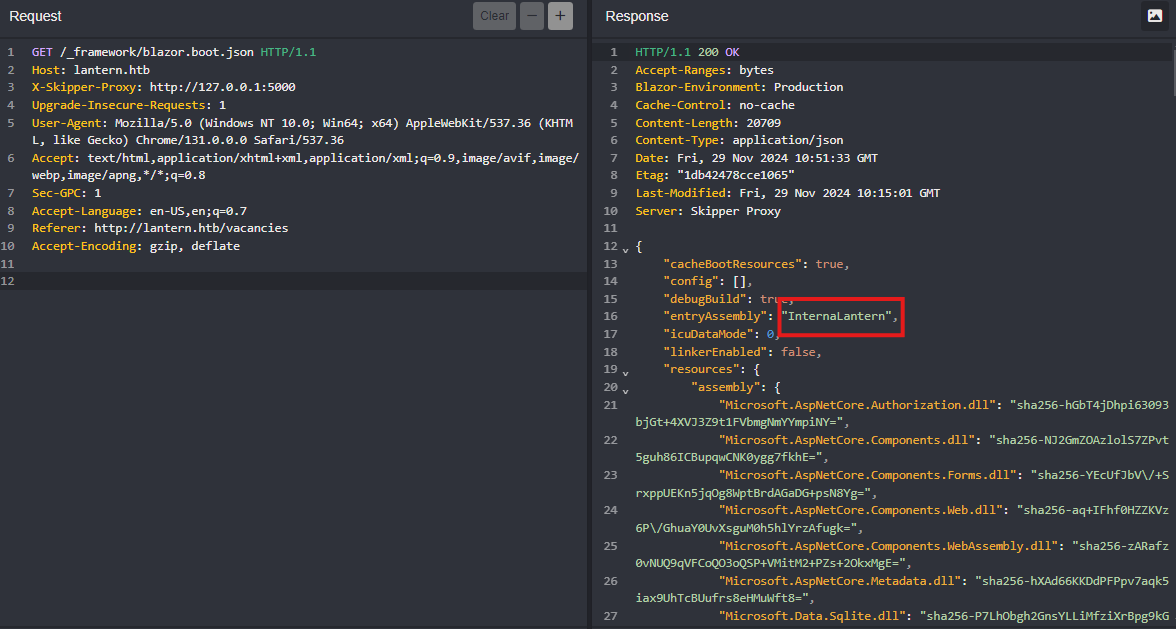 Request
Clear
1 GET /_framework/blazor.boot.json HTTP/1.1
2 Host: lantern.htb
3 X-Skipper-Proxy: http://127.0.0.1:5000
4 Upgrade-Insecure-Requests: 1
5 User-Agent: Mozilla/5.0 (Windows NT 10.0; Win64; x64) AppleWebKit/537.36 (KHTM
L, like Gecko) Chrome/131.0.0.0 Safari/537.36
6 Accept: text/html,application/xhtml+xml,application/xml;q=0.9,image/avif,image/
webp,image/apng,*/*;q=0.8
7 Sec-GPC: 1
8 Accept-Language: en-US,en;q=0.7
9 Referer: http://lantern.htb/vacancies
10 Accept-Encoding: gzip, deflate
11
12
Response
1 HTTP/1.1 200 OK
2 Accept-Ranges: bytes
3 Blazor-Environment: Production
4 Cache-Control: no-cache
5 Content-Length: 20709
6 Content-Type: application/json
7 Date: Fri, 29 Nov 2024 10:51:33 GMT
8 Etag: "1db42478cce1065"
9 Last-Modified: Fri, 29 Nov 2024 10:15:01 GMT
10 Server: Skipper Proxy
11
12 {
13 "cacheBootResources": true,
14 "config": [],
15 "debugBuild": true,
16 "entryAssembly": "InternaLantern",
17 "icuDataMode": 0,
18 "linkerEnabled": false,
19 "resources": {
20 "assembly": {
21 "Microsoft.AspNetCore.Authorization.dll": "sha256-hGbT4jDhpi63093
bjGt+4XVJ3Z9t1FVbmgNmYYmpiNY=",
22 "Microsoft.AspNetCore.Components.dll": "sha256-NJ2GmZOAzlolS7ZPvt
5guh86ICBupqwCNK0ygg7fkhE=",
23 "Microsoft.AspNetCore.Components.Forms.dll": "sha256-YEcUfJbV\/+S
rxppUEKn5jqOg8WptBrdAGaDG+psN8Yg=",
24 "Microsoft.AspNetCore.Components.Web.dll": "sha256-aq+IFhf0HZZKVz
6P\/GhuaY0UvXsguM0h5hlYrzAfugk=",
25 "Microsoft.AspNetCore.Components.WebAssembly.dll": "sha256-zARafz
0vNUQ9qVFCoQO3oQSP+VMitM2+PZs+2OkxMgE=",
26 "Microsoft.AspNetCore.Metadata.dll": "sha256-hXAd66KKDdPFPpv7aqk5
iax9UhTcBUufrs8eHMuWft8=",
27 "Microsoft.Data.Sqlite.dll": "sha256-P7LhObgh2GnsYLLiMfziXrBpg9kG